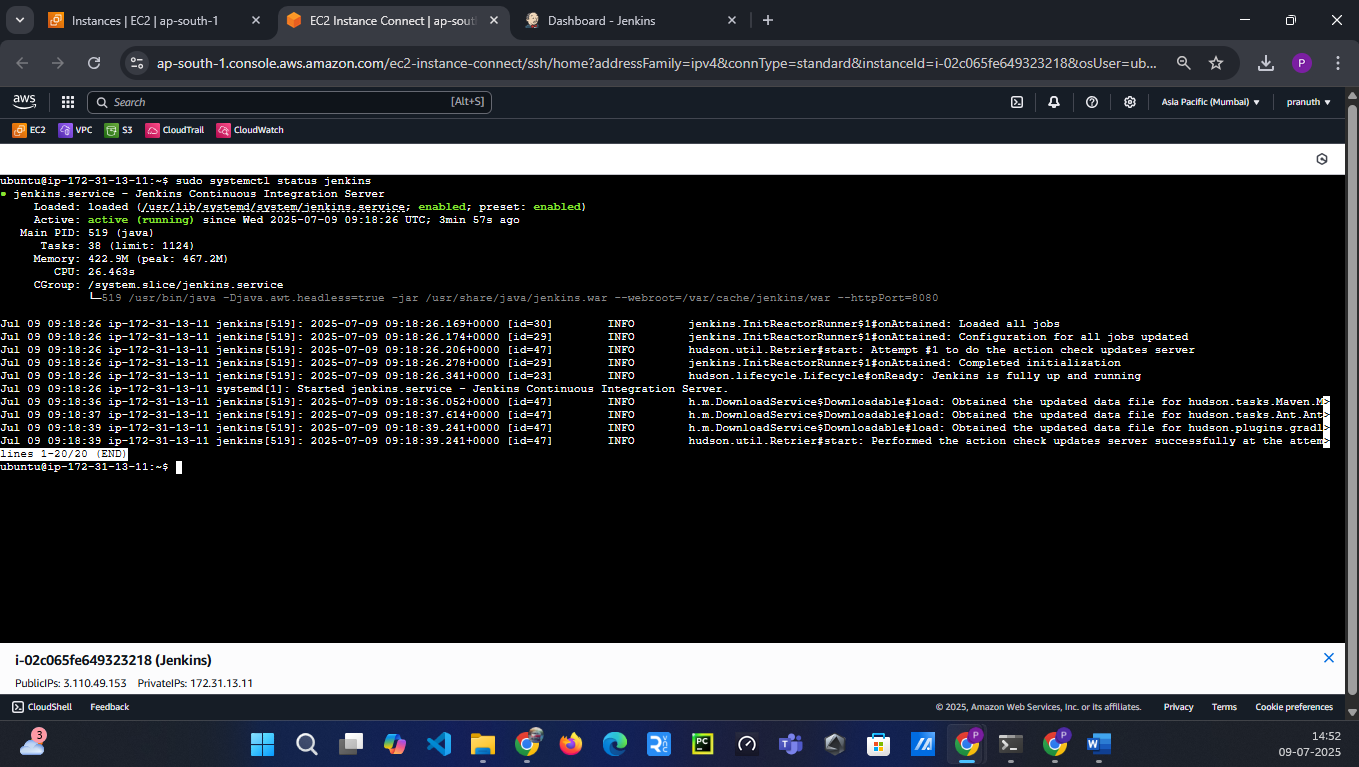 Instances | EC2 | ap-south-1
EC2 Instance Connect | ap-sout
Dashboard - Jenkins
ap-south-1.console.aws.amazon.com/ec2-instance-connect/ssh/home?addressFamily=ipv4&connType=standard&instanceId=i-02c065fe649323218&osUser=ub...
P
aws
Search
[Alt+S]
Asia Pacific (Mumbai)
pranuth
EC2
VPC
S3
CloudTrail
CloudWatch
ubuntu@ip-172-31-13-11:~$ sudo systemctl status jenkins
● jenkins.service - Jenkins Continuous Integration Server
Loaded: loaded (/usr/lib/systemd/system/jenkins.service; enabled; preset: enabled)
Active: active (running) since Wed 2025-07-09 09:18:26 UTC; 3min 57s ago
Main PID: 519 (java)
Tasks: 38 (limit: 1124)
Memory: 422.9M (peak: 467.2M)
CPU: 26.463s
CGroup: /system.slice/jenkins.service
└─519 /usr/bin/java -Djava.awt.headless=true -jar /usr/share/java/jenkins.war --webroot=/var/cache/jenkins/war --httpPort=8080
Jul 09 09:18:26 ip-172-31-13-11 jenkins[519]: 2025-07-09 09:18:26.169+0000 [id=30] INFO jenkins.InitReactorRunner$1#onAttained: Loaded all jobs
Jul 09 09:18:26 ip-172-31-13-11 jenkins[519]: 2025-07-09 09:18:26.174+0000 [id=29] INFO jenkins.InitReactorRunner$1#onAttained: Configuration for all jobs updated
Jul 09 09:18:26 ip-172-31-13-11 jenkins[519]: 2025-07-09 09:18:26.206+0000 [id=47] INFO hudson.util.Retrier#start: Attempt #1 to do the action check updates server
Jul 09 09:18:26 ip-172-31-13-11 jenkins[519]: 2025-07-09 09:18:26.278+0000 [id=29] INFO jenkins.InitReactorRunner$1#onAttained: Completed initialization
Jul 09 09:18:26 ip-172-31-13-11 jenkins[519]: 2025-07-09 09:18:26.341+0000 [id=23] INFO hudson.lifecycle.Lifecycle#onReady: Jenkins is fully up and running
Jul 09 09:18:26 ip-172-31-13-11 systemd[1]: Started jenkins.service - Jenkins Continuous Integration Server.
Jul 09 09:18:36 ip-172-31-13-11 jenkins[519]: 2025-07-09 09:18:36.052+0000 [id=47] INFO h.m.DownloadService$Downloadable#load: Obtained the updated data file for hudson.tasks.Maven.M>
Jul 09 09:18:37 ip-172-31-13-11 jenkins[519]: 2025-07-09 09:18:37.614+0000 [id=47] INFO h.m.DownloadService$Downloadable#load: Obtained the updated data file for hudson.tasks.Ant.Ant>
Jul 09 09:18:39 ip-172-31-13-11 jenkins[519]: 2025-07-09 09:18:39.241+0000 [id=47] INFO h.m.DownloadService$Downloadable#load: Obtained the updated data file for hudson.plugins.gradl>
Jul 09 09:18:39 ip-172-31-13-11 jenkins[519]: 2025-07-09 09:18:39.241+0000 [id=47] INFO hudson.util.Retrier#start: Performed the action check updates server successfully at the attem>
lines 1-20/20 (END)
ubuntu@ip-172-31-13-11:~$
i-02c065fe649323218 (Jenkins)
PublicIPs: 3.110.49.153 PrivateIPs: 172.31.13.11
CloudShell
Feedback
© 2025, Amazon Web Services, Inc. or its affiliates.
Privacy
Terms
Cookie preferences
3
PC
P
P
W
14:52
09-07-2025